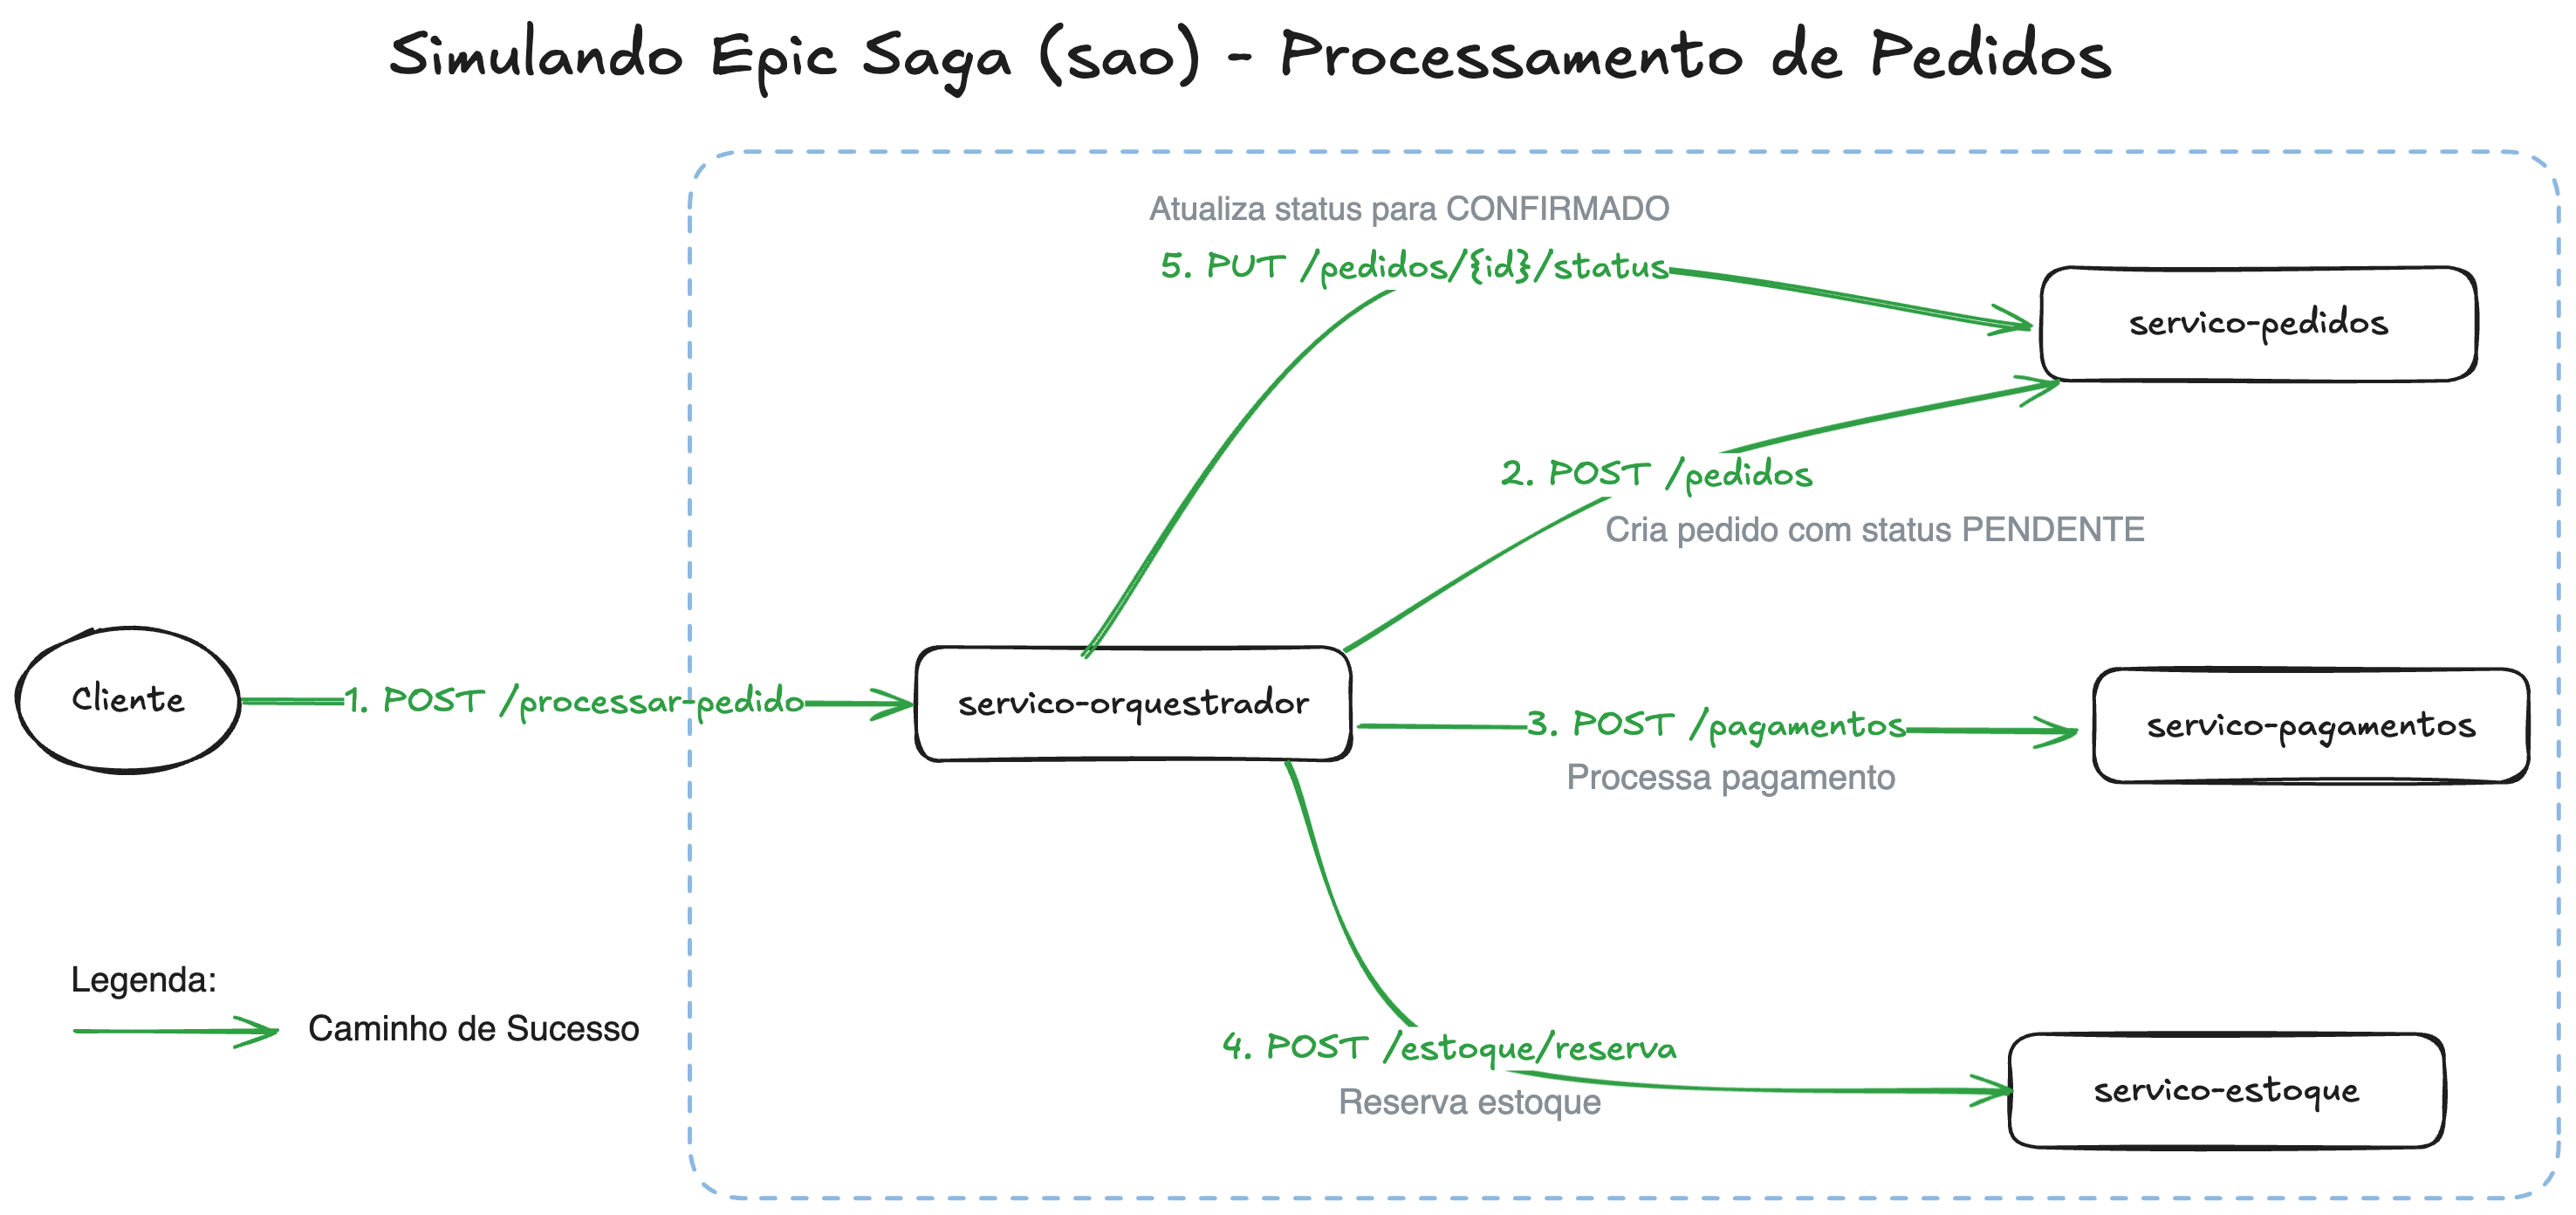 Simulando Epic Saga (sao) - Processamento de Pedidos
Atualiza status para CONFIRMADO
5. PUT /pedidos/{id}/status
servico-pedidos
2. POST /pedidos
Cria pedido com status PENDENTE
Cliente
1. POST /processar-pedido
servico-orquestrador
3. POST /pagamentos
servico-pagamentos
Processa pagamento
Legenda:
Caminho de Sucesso
4. POST /estoque/reserva
Reserva estoque
servico-estoque